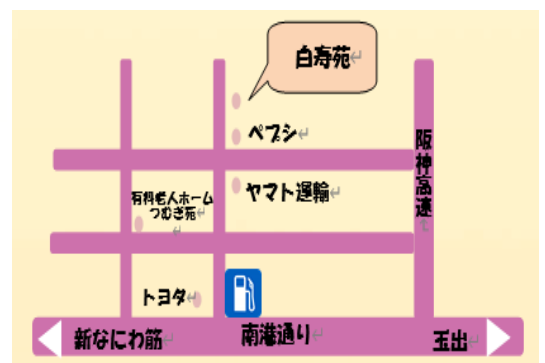 白寿苑
ペプシ
阪神高速
ヤマト運輸
有料老人ホーム
つむぎ苑
トヨタ
新なにわ筋
南港通り
玉出